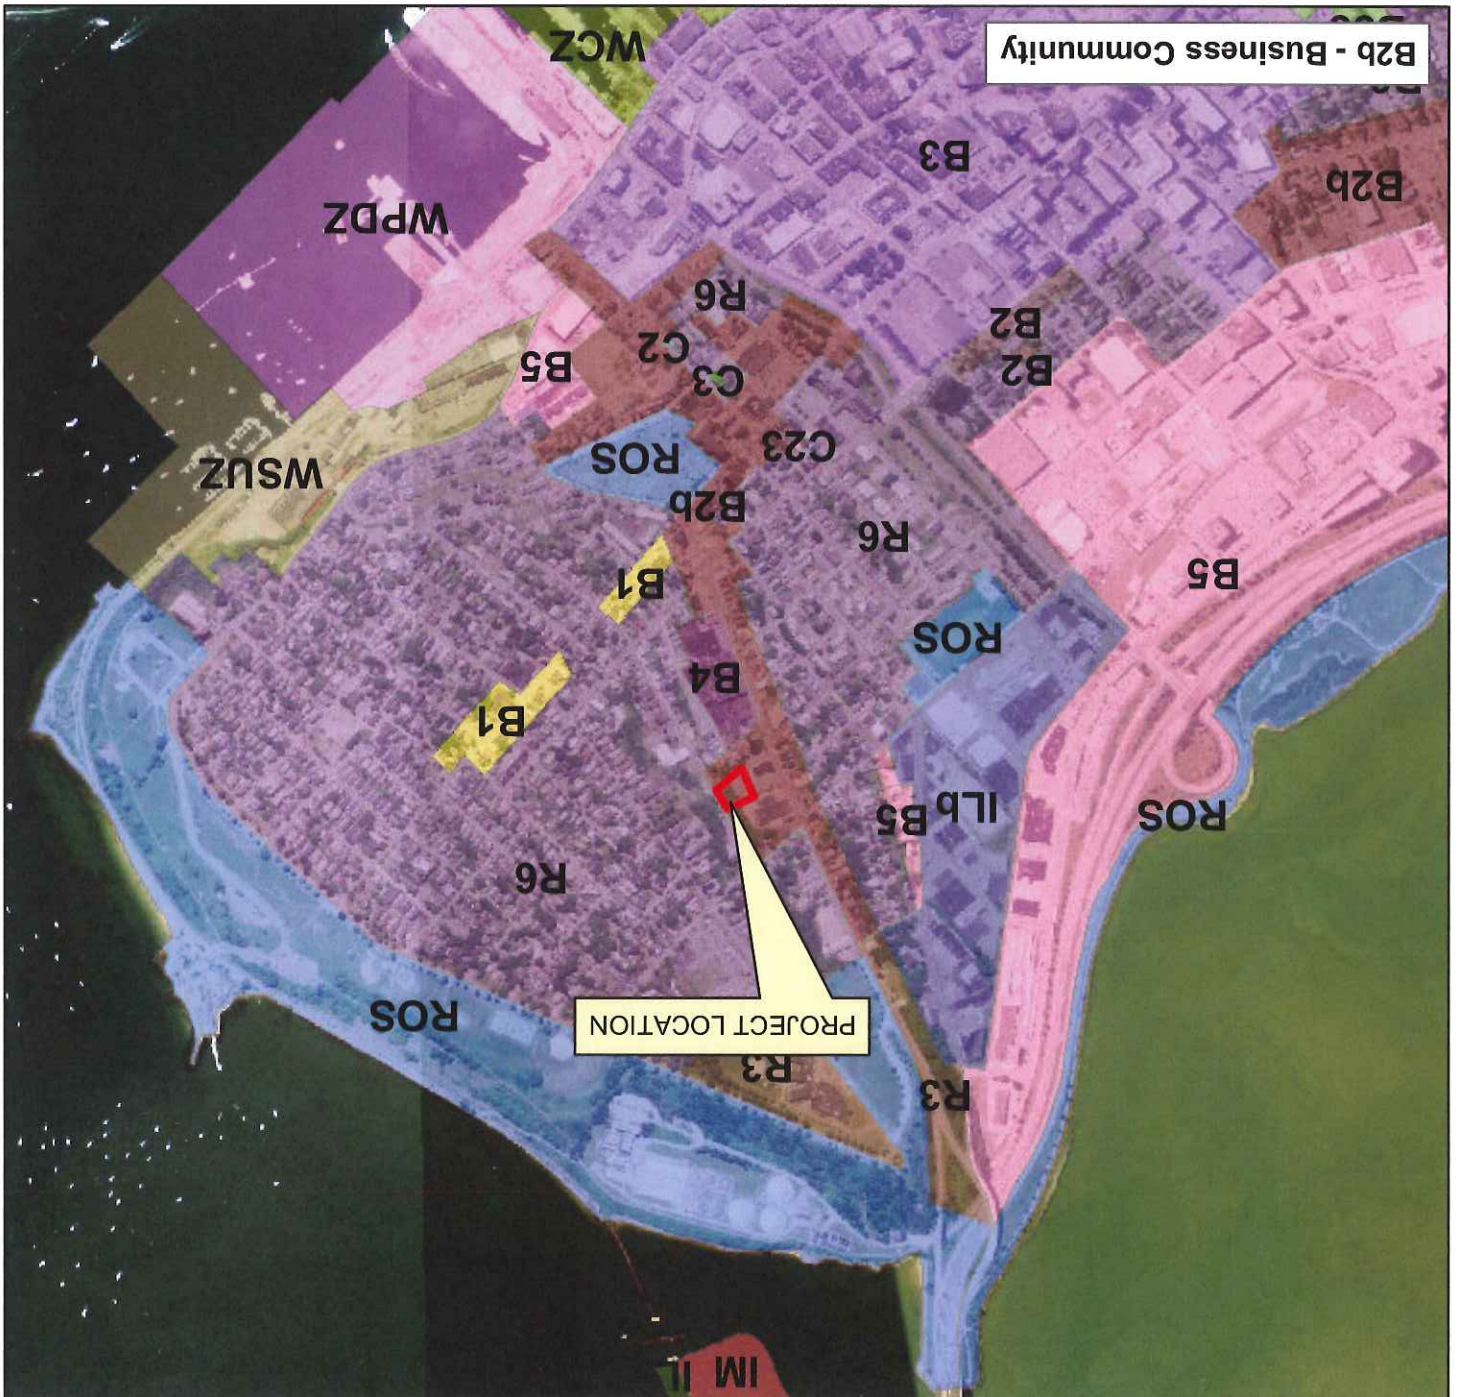 IM IL
R3
R3
PROJECT LOCATION
ROS
R6
ROS
ILb
B5
B1
B4
ROS
B1
B5
R6
B2b
WSUZ
ROS
C23
C3
B2
B5
C2
B2
R6
WPDZ
B2b
B3
B2b - Business Community
WCZ